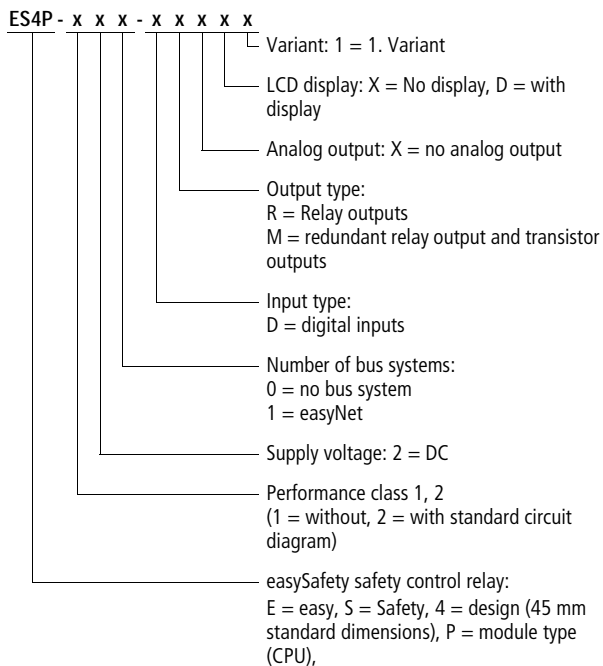 ES4P - x x x - x x x x x
Variant: 1 = 1. Variant
LCD display: X = No display, D = with
display
Analog output: X = no analog output
Output type:
R = Relay outputs
M = redundant relay output and transistor
outputs
Input type:
D = digital inputs
Number of bus systems:
0 = no bus system
1 = easyNet
Supply voltage: 2 = DC
Performance class 1, 2
(1 = without, 2 = with standard circuit
diagram)
easySafety safety control relay:
E = easy, S = Safety, 4 = design (45 mm
standard dimensions), P = module type
(CPU),